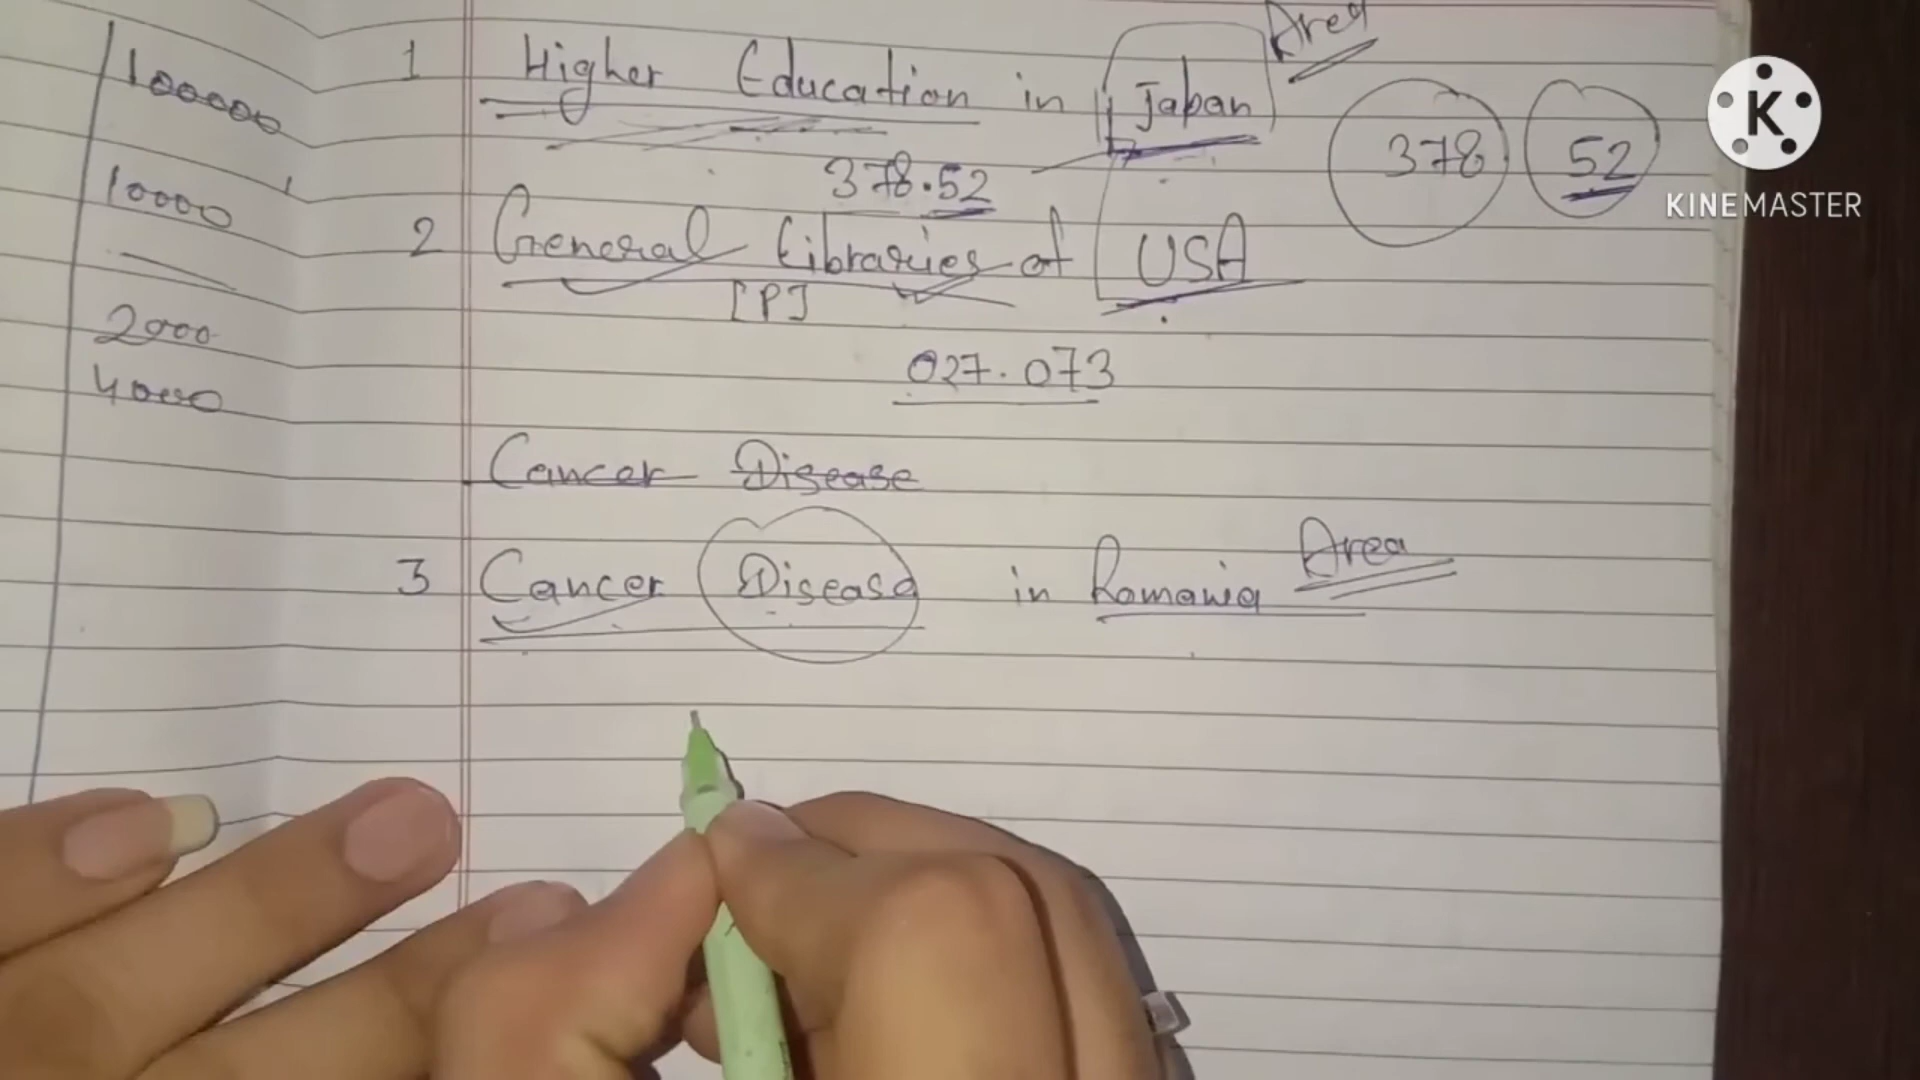 Area
1 Higher Education in Japan
378 52
378.52
2 General Libraries of USA
[P]
027.073
Cancer Disease
3 Cancer Disease in Romania Area
100000
10000
2000
4000
K
KINEMASTER